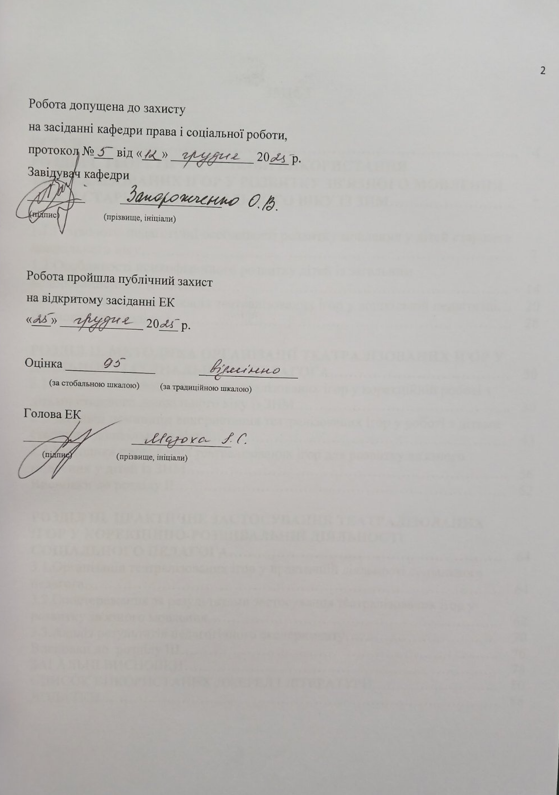 2
Робота допущена до захисту
на засіданні кафедри права і соціальної роботи,
протокол № 5 від «12» грудня 2025 р.
Завідувач кафедри
Запорожченко О.В.
(підпис) (прізвище, ініціали)
Робота пройшла публічний захист
на відкритому засіданні ЕК
«25» грудня 2025 р.
Оцінка 95 відмінно
(за стобальною шкалою) (за традиційною шкалою)
Голова ЕК
(підпис) (прізвище, ініціали)